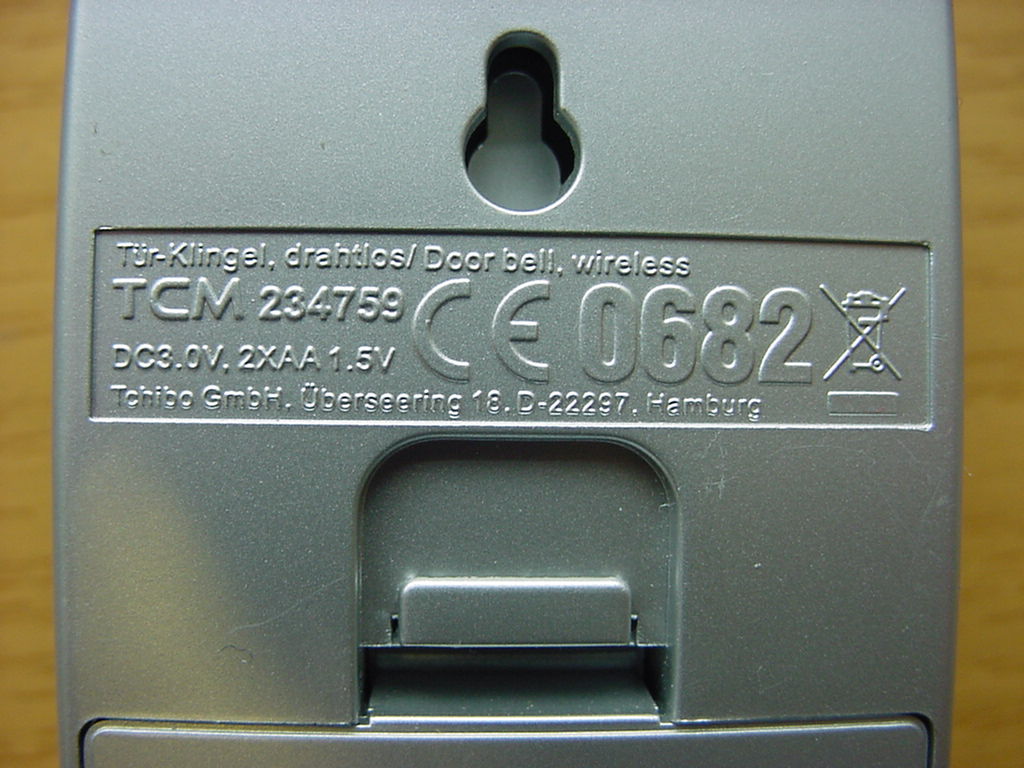 Tür-Klingel, drahtlos/ Door bell, wireless
TCM 234759 CE 0682
DC3.0V, 2XAA 1.5V
Tchibo GmbH. Überseering 18. D-22297. Hamburg